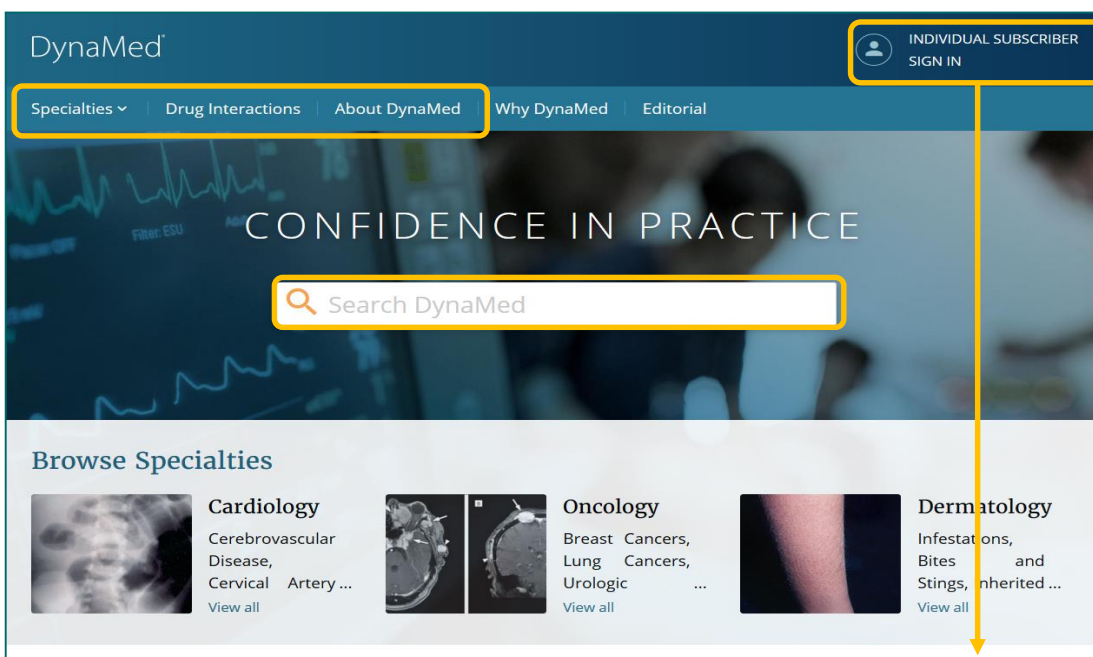 DynaMed
INDIVIDUAL SUBSCRIBER
SIGN IN
Specialties
Drug Interactions
About DynaMed
Why DynaMed
Editorial
Filter: ESU
CONFIDENCE IN PRACTICE
Search DynaMed
Browse Specialties
Cardiology
Cerebrovascular
Disease,
Cervical Artery ...
View all
Oncology
Breast Cancers,
Lung Cancers,
Urologic ...
View all
Dermatology
Infestations,
Bites and
Stings, Inherited ...
View all